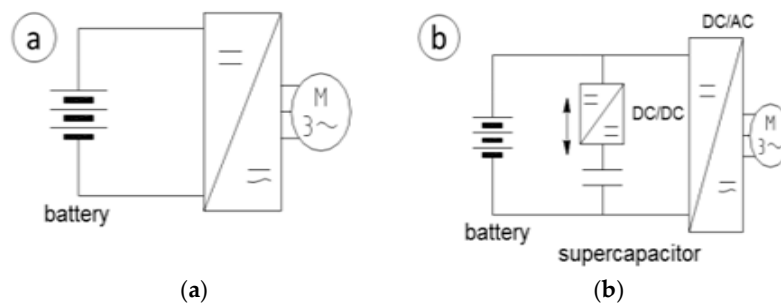 a
M
3~
battery
(a)
b
DC/AC
DC/DC
M
3~
battery
supercapacitor
(b)